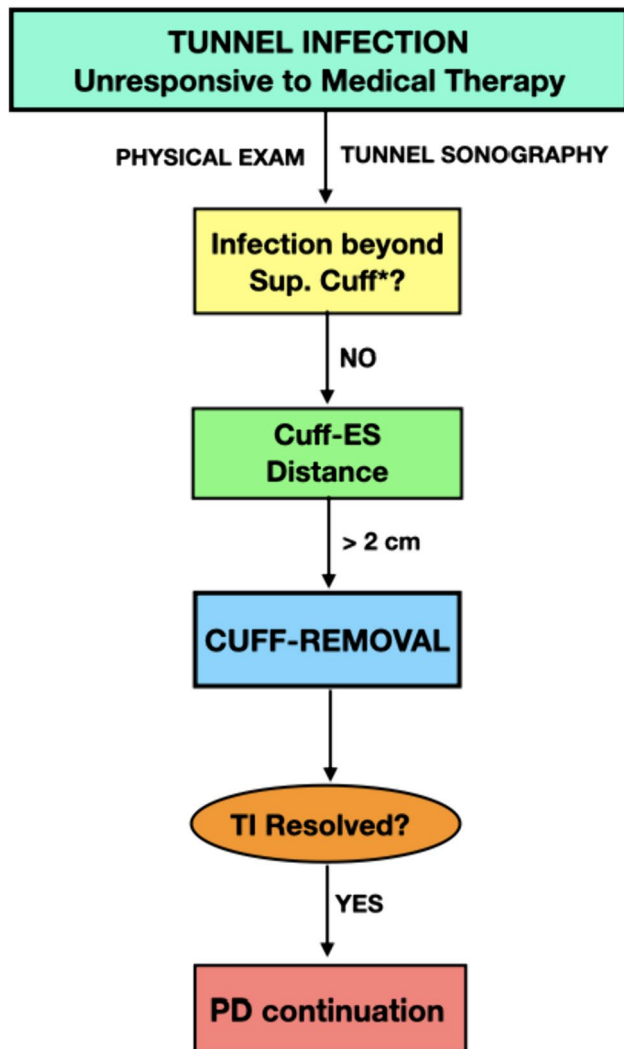 TUNNEL INFECTION
Unresponsive to Medical Therapy
PHYSICAL EXAM
TUNNEL SONOGRAPHY
Infection beyond
Sup. Cuff*?
NO
Cuff-ES
Distance
> 2 cm
CUFF-REMOVAL
TI Resolved?
YES
PD continuation